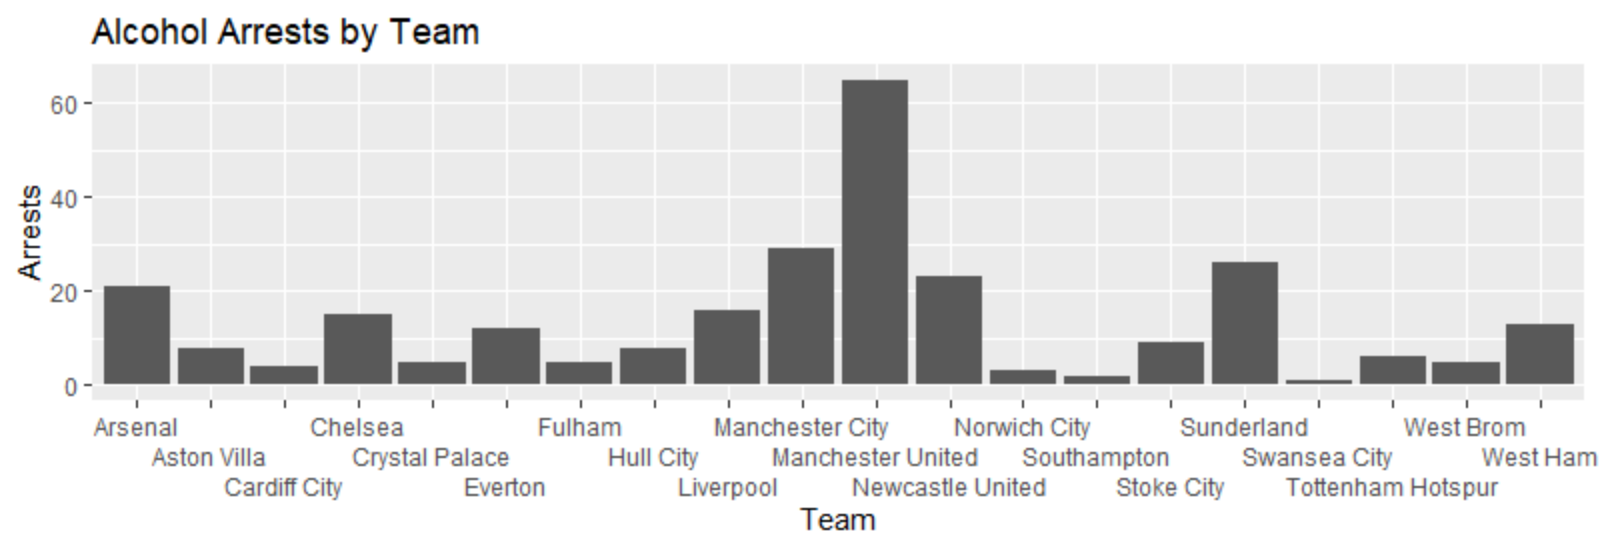 Alcohol Arrests by Team
Arrests
60
40
20
0
Arsenal Chelsea Fulham Manchester City Norwich City Sunderland West Brom
Aston Villa Crystal Palace Hull City Manchester United Southampton Swansea City West Ham
Cardiff City Everton Liverpool Newcastle United Stoke City Tottenham Hotspur
Team